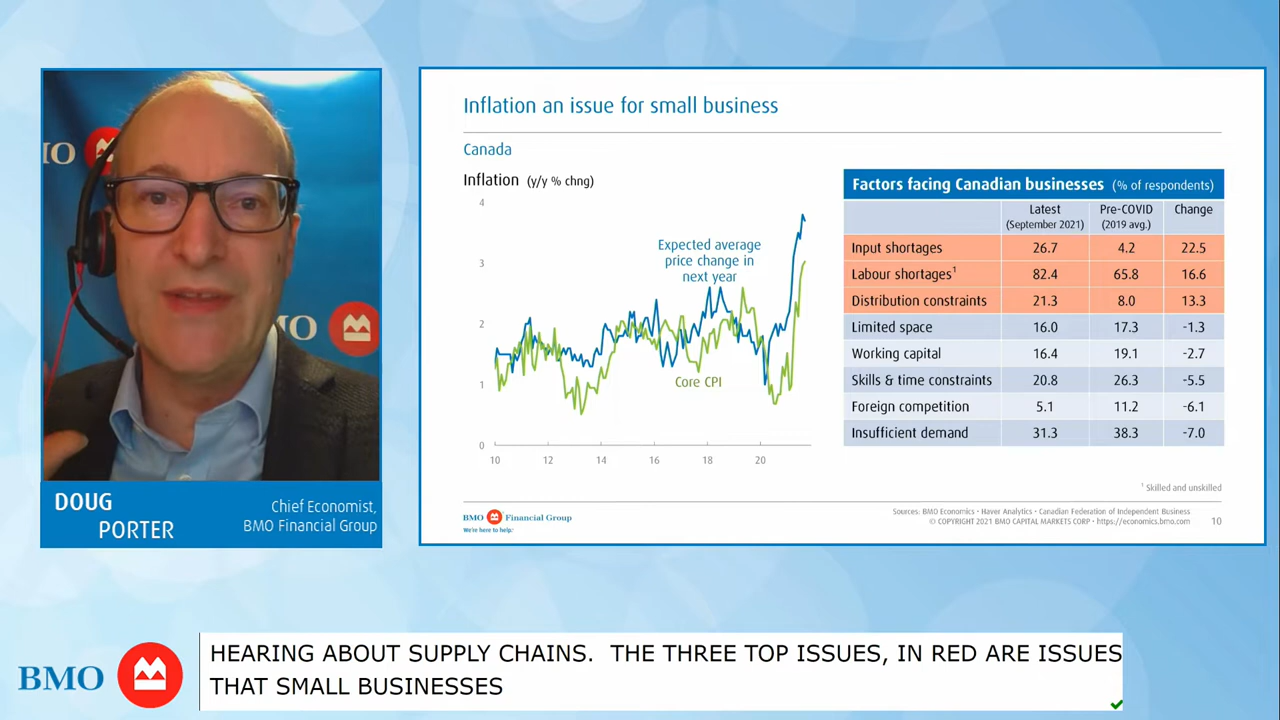 IO
IO
DOUG
PORTER
Chief Economist,
BMO Financial Group
Inflation an issue for small business
Canada
Inflation (y/y % chng)
4
3
2
1
0
10 12 14 16 18 20
Expected average
price change in
next year
Core CPI
Factors facing Canadian businesses (% of respondents)
Latest Pre-COVID Change
(September 2021) (2019 avg.)
Input shortages 26.7 4.2 22.5
Labour shortages¹ 82.4 65.8 16.6
Distribution constraints 21.3 8.0 13.3
Limited space 16.0 17.3 -1.3
Working capital 16.4 19.1 -2.7
Skills & time constraints 20.8 26.3 -5.5
Foreign competition 5.1 11.2 -6.1
Insufficient demand 31.3 38.3 -7.0
¹ Skilled and unskilled
BMO Financial Group
We're here to help.
Sources: BMO Economics • Haver Analytics • Canadian Federation of Independent Business
© COPYRIGHT 2021 BMO CAPITAL MARKETS CORP • https://economics.bmo.com 10
BMO
HEARING ABOUT SUPPLY CHAINS.  THE THREE TOP ISSUES, IN RED ARE ISSUES
THAT SMALL BUSINESSES